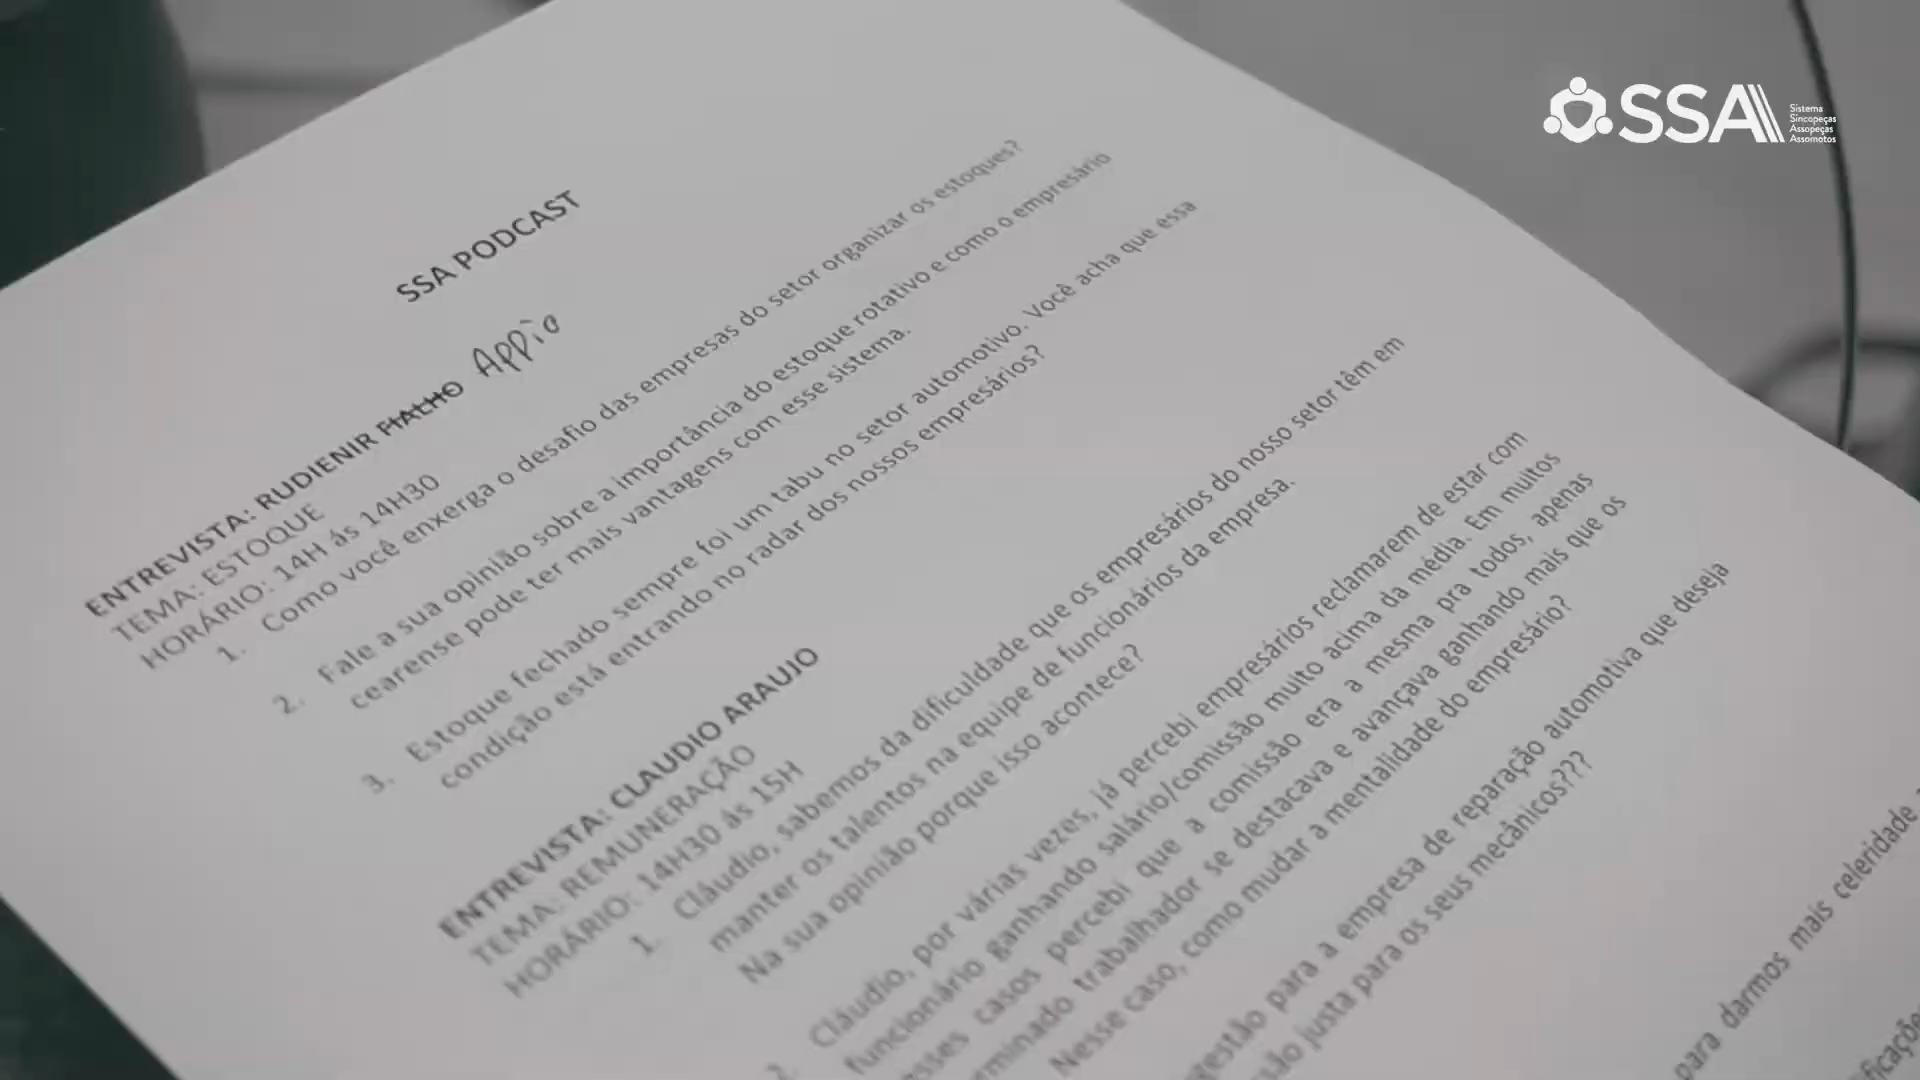 SSA
Sistema
Sincopeças
Assopeças
Assomotos
SSA PODCAST
ENTREVISTA: RUDIENIR FIALHO Appio
TEMA: ESTOQUE
HORÁRIO: 14H ás 14H30
1. Como você enxerga o desafio das empresas do setor organizar os estoques?
2. Fale a sua opinião sobre a importância do estoque rotativo e como o empresário
cearense pode ter mais vantagens com esse sistema.
3. Estoque fechado sempre foi um tabu no setor automotivo. Você acha que essa
condição está entrando no radar dos nossos empresários?
ENTREVISTA: CLAUDIO ARAUJO
TEMA: REMUNERAÇÃO
HORÁRIO: 14H30 ás 15H
1. Cláudio, sabemos da dificuldade que os empresários do nosso setor têm em
manter os talentos na equipe de funcionários da empresa.
Na sua opinião porque isso acontece?
2. Cláudio, por várias vezes, já percebi empresários reclamarem de estar com
funcionário ganhando salário/comissão muito acima da média. Em muitos
esses casos percebi que a comissão era a mesma pra todos, apenas
erminado trabalhador se destacava e avançava ganhando mais que os
Nesse caso, como mudar a mentalidade do empresário?
gestão para a empresa de reparação automotiva que deseja
são justa para os seus mecânicos???
para darmos mais celeridade
ficaçõe